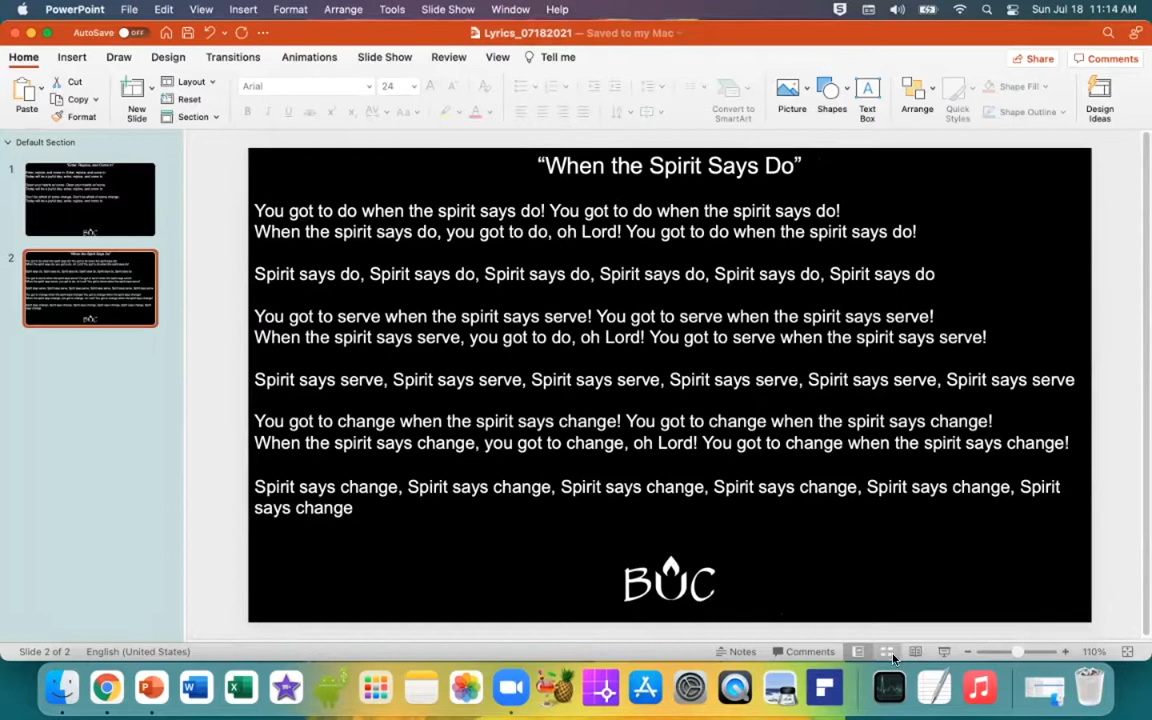 PowerPoint File Edit View Insert Format Arrange Tools Slide Show Window Help Sun Jul 18 11:14 AM
AutoSave OFF Lyrics_07182021 — Saved to my Mac
Home Insert Draw Design Transitions Animations Slide Show Review View Tell me Share Comments
Paste Cut Copy Format New Slide Layout Reset Section Arial 24 Convert to SmartArt Picture Shapes Text Box Arrange Quick Styles Shape Fill Shape Outline Design Ideas
Default Section
1
2
“When the Spirit Says Do”
You got to do when the spirit says do! You got to do when the spirit says do!
When the spirit says do, you got to do, oh Lord! You got to do when the spirit says do!
Spirit says do, Spirit says do, Spirit says do, Spirit says do, Spirit says do, Spirit says do
You got to serve when the spirit says serve! You got to serve when the spirit says serve!
When the spirit says serve, you got to do, oh Lord! You got to serve when the spirit says serve!
Spirit says serve, Spirit says serve, Spirit says serve, Spirit says serve, Spirit says serve, Spirit says serve
You got to change when the spirit says change! You got to change when the spirit says change!
When the spirit says change, you got to change, oh Lord! You got to change when the spirit says change!
Spirit says change, Spirit says change, Spirit says change, Spirit says change, Spirit says change, Spirit
says change
BUC
Slide 2 of 2 English (United States) Notes Comments 110%